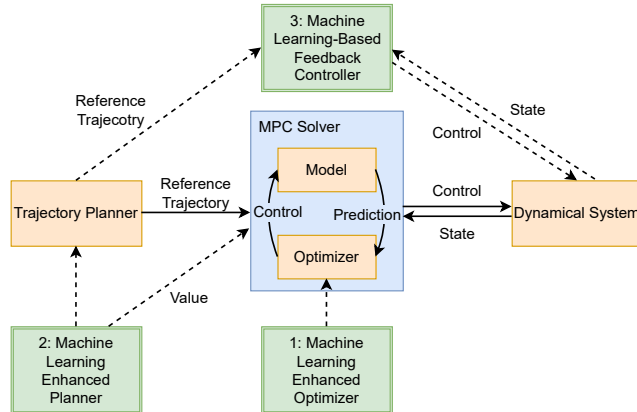 3: Machine
Learning-Based
Feedback
Controller
Reference
Trajecotry
State
Control
MPC Solver
Model
Reference
Trajectory
Control
Prediction
Control
State
Trajectory Planner
Dynamical System
Optimizer
Value
2: Machine
Learning
Enhanced
Planner
1: Machine
Learning
Enhanced
Optimizer